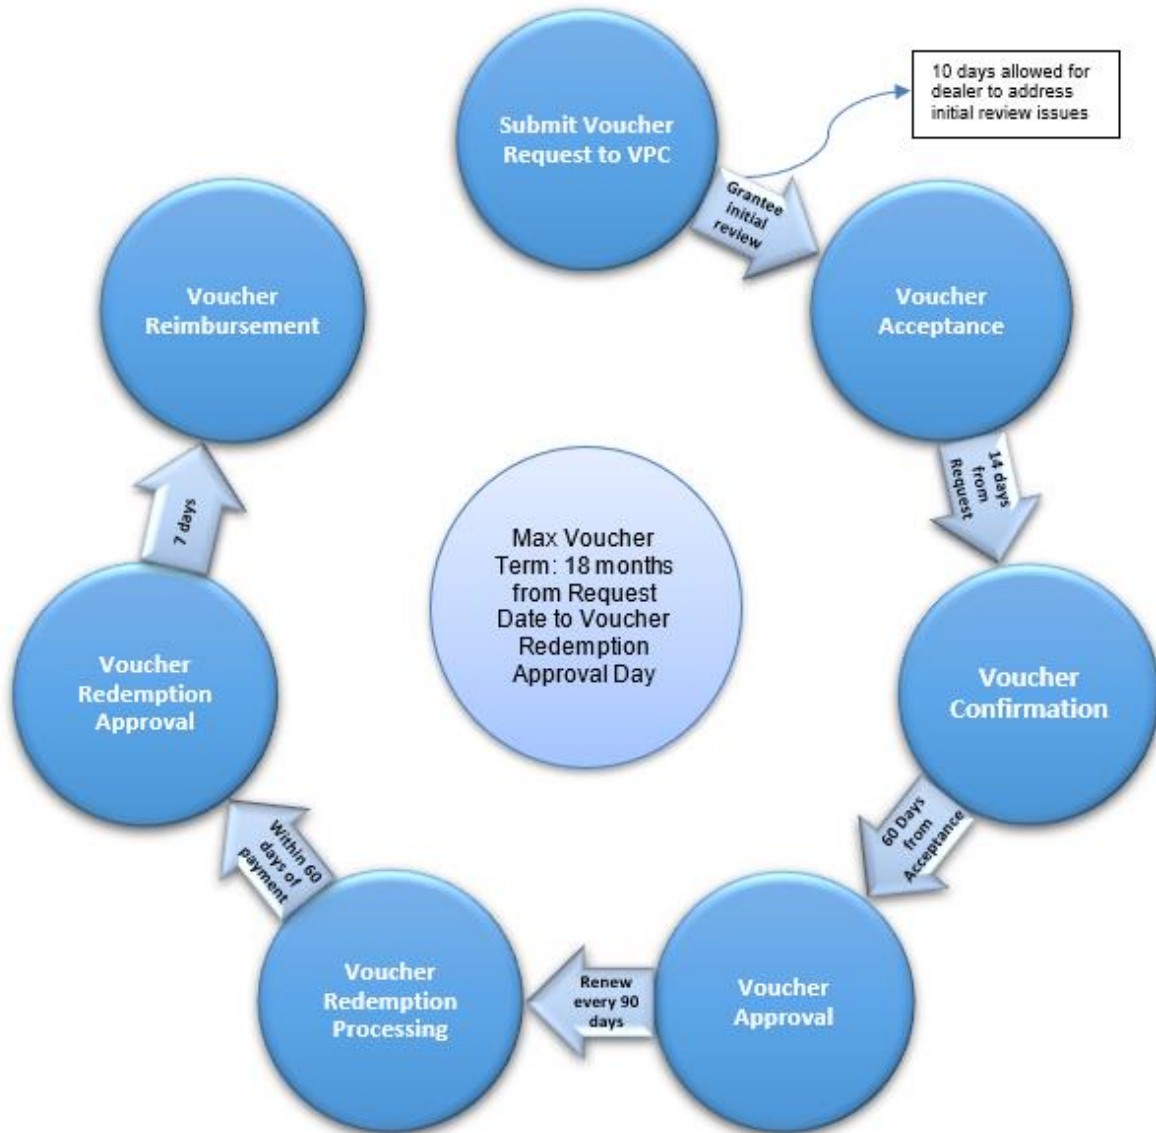 Submit Voucher
Request to VPC
Grantee
initial
review
10 days allowed for
dealer to address
initial review issues
Voucher
Acceptance
14 days
from
Request
Voucher
Confirmation
60 Days
from
Acceptance
Voucher
Approval
Renew
every 90
days
Voucher
Redemption
Processing
Within 60
days of
payment
Voucher
Redemption
Approval
7 days
Voucher
Reimbursement
Max Voucher
Term: 18 months
from Request
Date to Voucher
Redemption
Approval Day